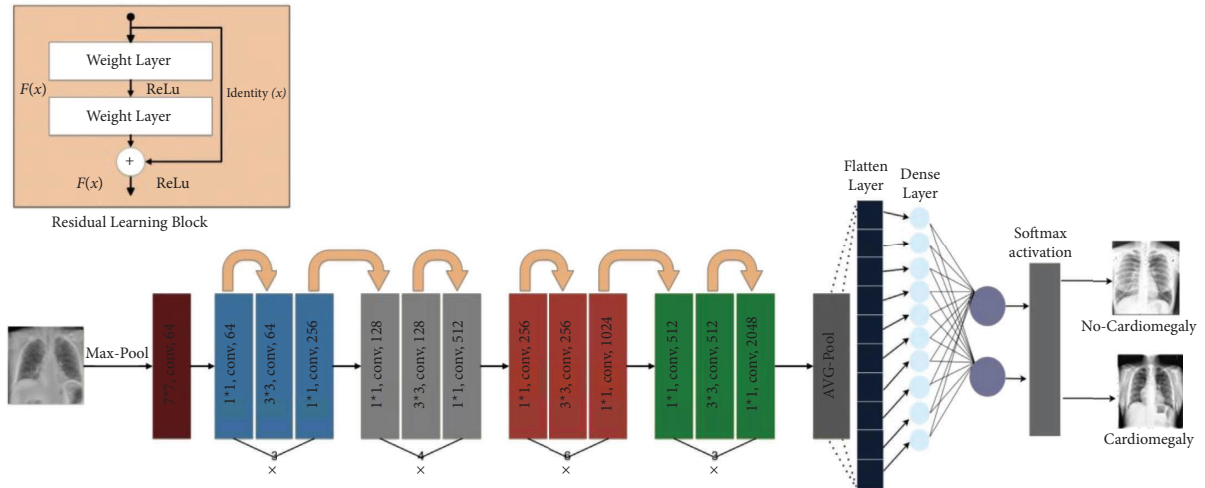 Weight Layer
F(x)
ReLu
Identity (x)
Weight Layer
+
F(x)
ReLu
Residual Learning Block
Max-Pool
7*7, conv, 64
1*1, conv, 64
3*3, conv, 64
1*1, conv, 256
3
×
1*1, conv, 128
3*3, conv, 128
1*1, conv, 512
4
×
1*1, conv, 256
3*3, conv, 256
1*1, conv, 1024
6
×
1*1, conv, 512
3*3, conv, 512
1*1, conv, 2048
3
×
AVG-Pool
Flatten
Layer
Dense
Layer
Softmax
activation
No-Cardiomegaly
Cardiomegaly